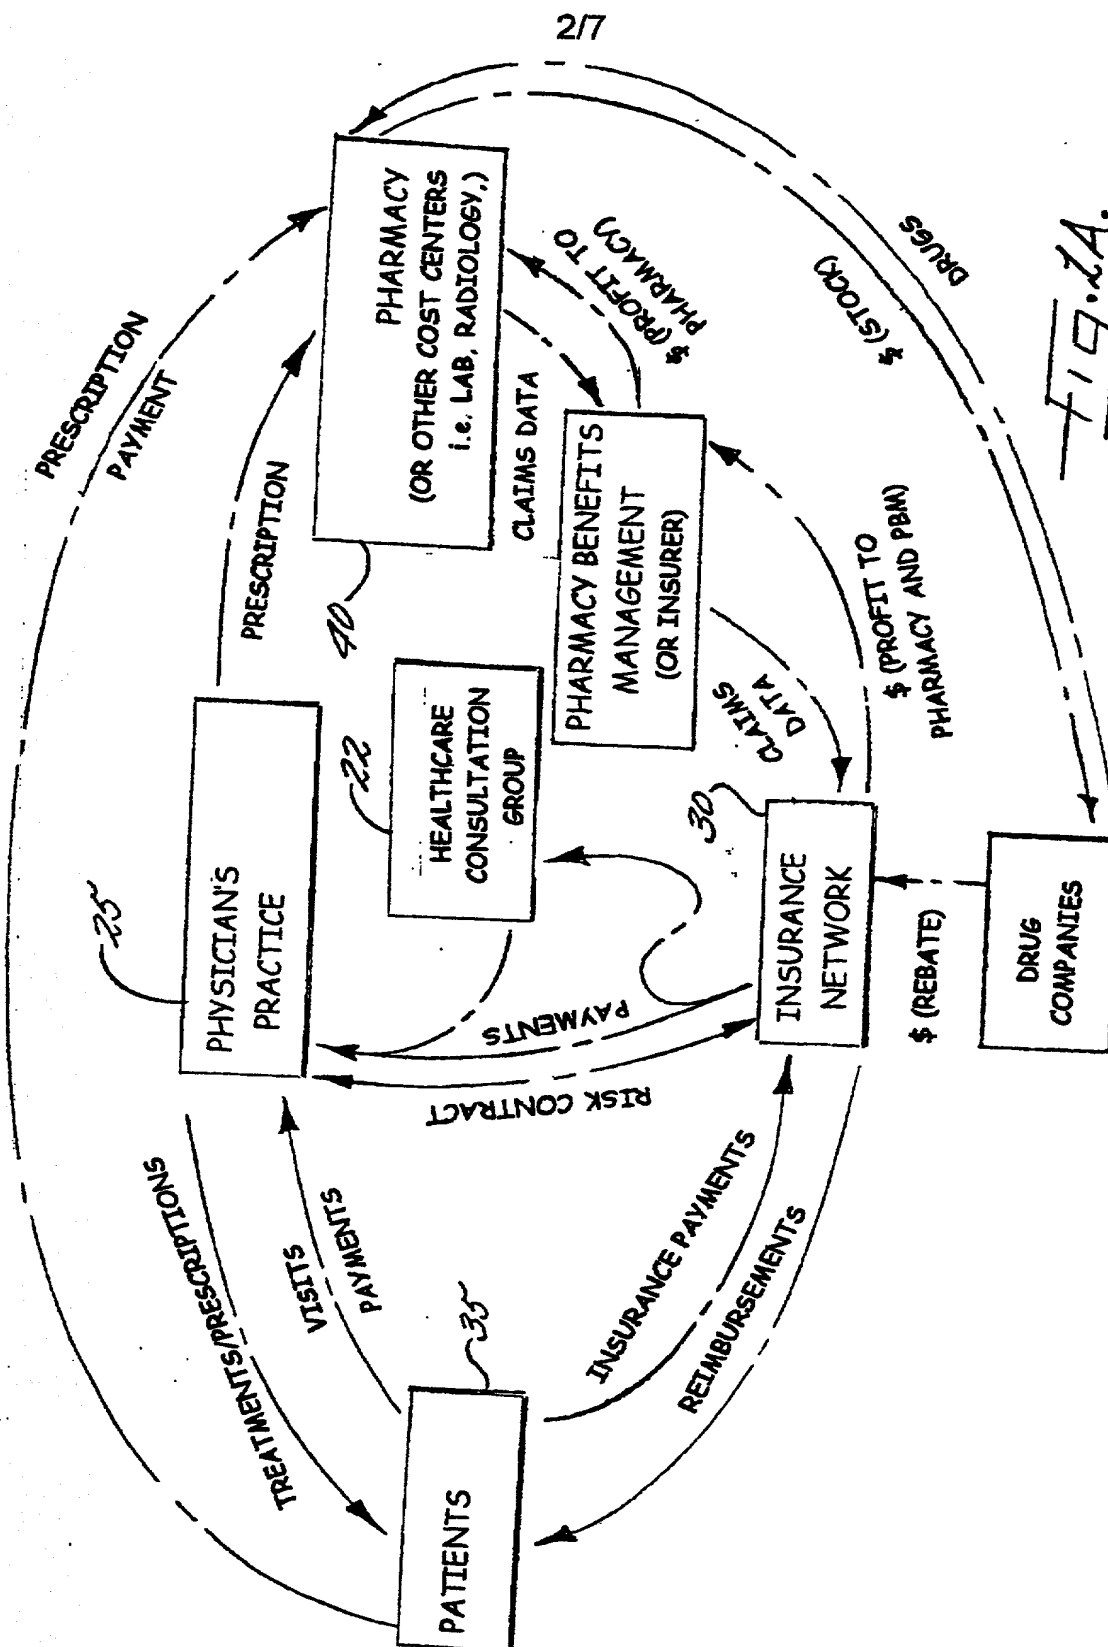 2/7
PRESCRIPTION
PAYMENT
PRESCRIPTION
PHARMACY
(OR OTHER COST CENTERS
i.e. LAB, RADIOLOGY,)
40
25
PHYSICIAN'S
PRACTICE
22
HEALTHCARE
CONSULTATION
GROUP
CLAIMS DATA
$ (PROFIT TO
PHARMACY)
PHARMACY BENEFITS
MANAGEMENT
(OR INSURER)
TREATMENTS/PRESCRIPTIONS
VISITS
PAYMENTS
RISK CONTRACT
PAYMENTS
CLAIMS
DATA
$ (PROFIT TO
PHARMACY AND PBM)
30
INSURANCE
NETWORK
PATIENTS
35
INSURANCE PAYMENTS
REIMBURSEMENTS
$ (REBATE)
DRUG
COMPANIES
$ (STOCK)
DRUGS
Fig. 1A.